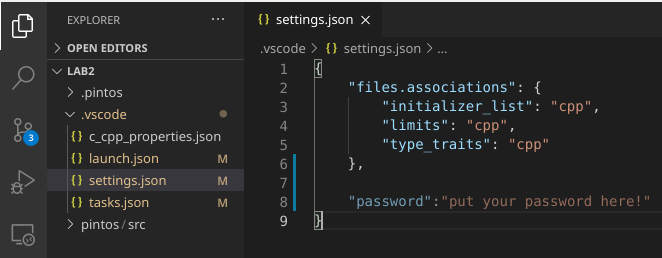 EXPLORER
OPEN EDITORS
LAB2
.pintos
.vscode
c_cpp_properties.json
launch.json M
settings.json M
tasks.json M
pintos/src
3
{} settings.json ×
.vscode > {} settings.json > ...
1 {
2 "files.associations": {
3 "initializer_list": "cpp",
4 "limits": "cpp",
5 "type_traits": "cpp"
6 },
7
8 "password":"put your password here!"
9 }